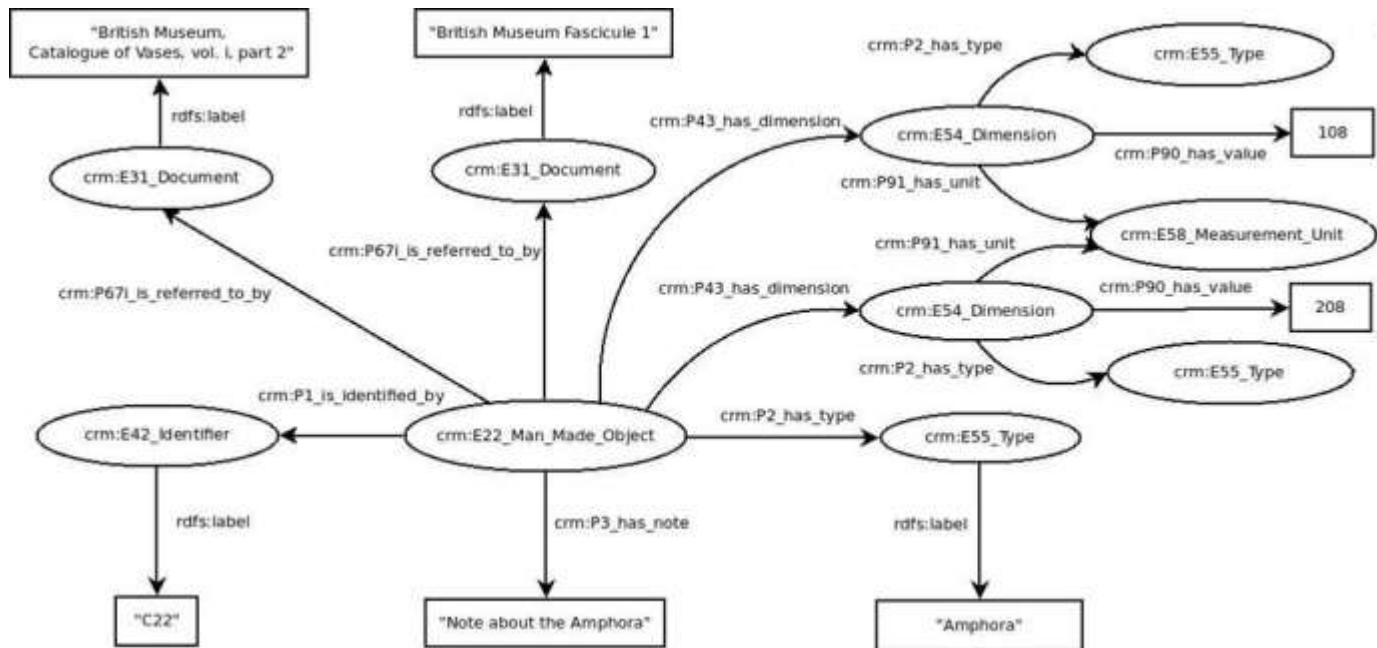 "British Museum,
Catalogue of Vases, vol. i, part 2"
"British Museum Fascicule 1"
crm:P2_has_type
crm:E55_Type
rdfs:label
rdfs:label
crm:P43_has_dimension
crm:E54_Dimension
108
crm:P90_has_value
crm:E31_Document
crm:E31_Document
crm:P91_has_unit
crm:P67i_is_referred_to_by
crm:P91_has_unit
crm:E58_Measurement_Unit
crm:P67i_is_referred_to_by
crm:P43_has_dimension
crm:P90_has_value
crm:E54_Dimension
208
crm:P2_has_type
crm:E55_Type
crm:P1_is_identified_by
crm:P2_has_type
crm:E42_Identifier
crm:E22_Man_Made_Object
crm:E55_Type
rdfs:label
crm:P3_has_note
rdfs:label
"C22"
"Note about the Amphora"
"Amphora"